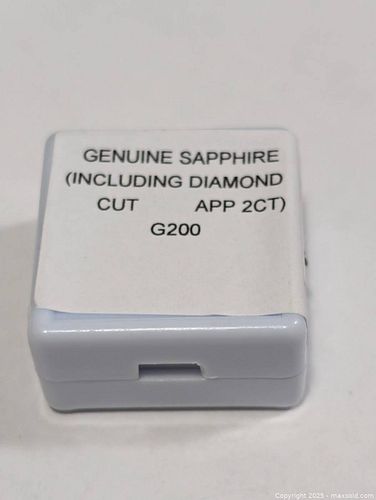 GENUINE SAPPHIRE
(INCLUDING DIAMOND
CUT APP 2CT)
G200
Copyright 2025 - maxsold.com